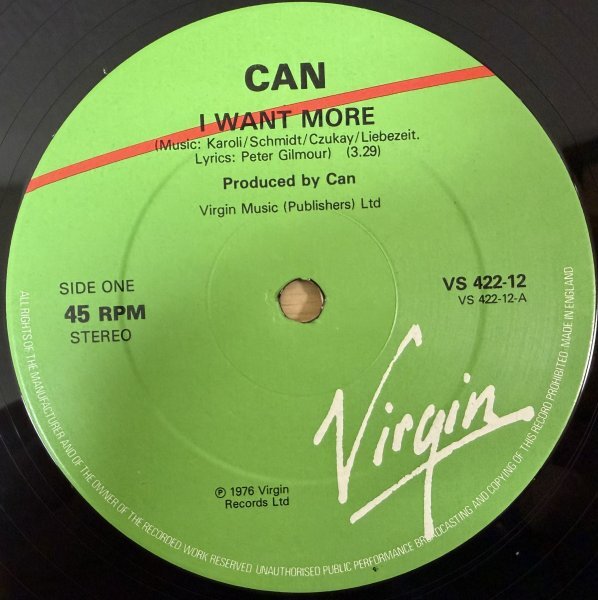 CAN
I WANT MORE
(Music: Karoli/Schmidt/Czukay/Liebezeit.
Lyrics: Peter Gilmour) (3.29)
Produced by Can
Virgin Music (Publishers) Ltd
SIDE ONE
45 RPM
STEREO
VS 422-12
VS 422-12-A
Virgin
℗ 1976 Virgin
Records Ltd
ALL RIGHTS OF THE MANUFACTURER AND OF THE OWNER OF THE RECORDED WORK RESERVED UNAUTHORISED PUBLIC PERFORMANCE BROADCASTING AND COPYING OF THIS RECORD PROHIBITED. MADE IN ENGLAND